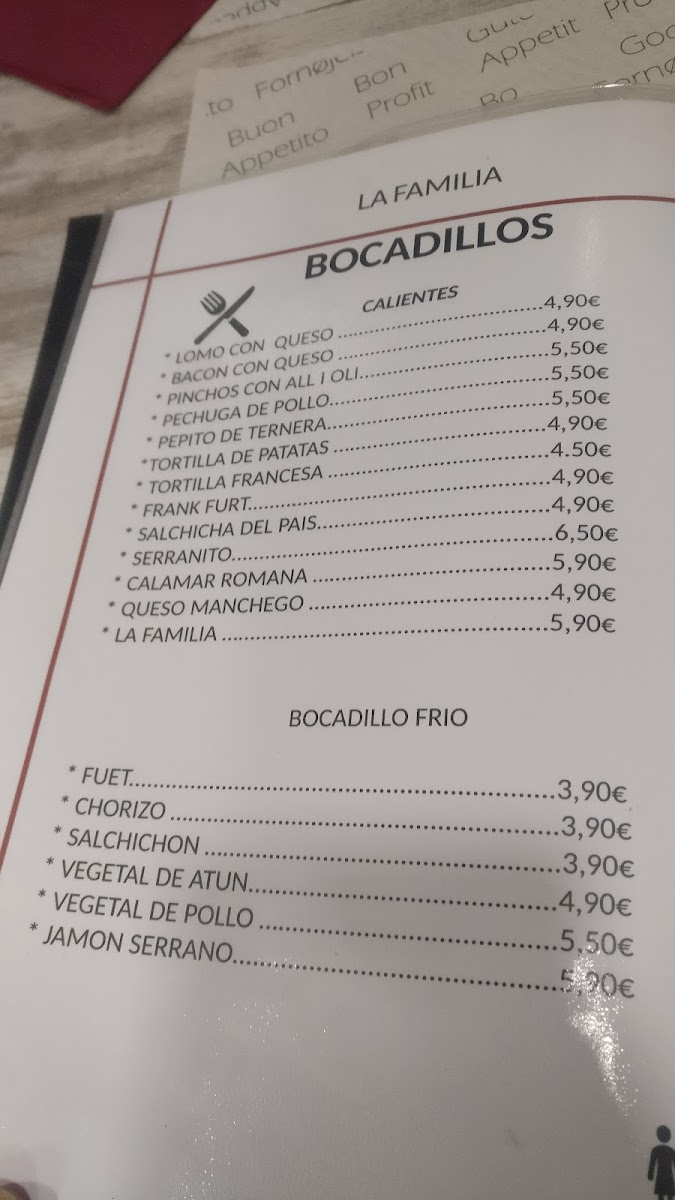 Bon
Appetit
Buon
Appetito
Profit
LA FAMILIA
BOCADILLOS
CALIENTES
* LOMO CON QUESO ........ 4,90€
* BACON CON QUESO ........ 4,90€
* PINCHOS CON ALL I OLI........ 5,50€
* PECHUGA DE POLLO........ 5,50€
* PEPITO DE TERNERA........ 5,50€
*TORTILLA DE PATATAS ........ 4,90€
* TORTILLA FRANCESA ........ 4.50€
* FRANK FURT........ 4,90€
* SALCHICHA DEL PAIS........ 4,90€
* SERRANITO........ 6,50€
* CALAMAR ROMANA ........ 5,90€
* QUESO MANCHEGO ........ 4,90€
* LA FAMILIA ........ 5,90€
BOCADILLO FRIO
* FUET........ 3,90€
* CHORIZO ........ 3,90€
* SALCHICHON ........ 3,90€
* VEGETAL DE ATUN........ 4,90€
* VEGETAL DE POLLO ........ 5,50€
* JAMON SERRANO........ 5,90€